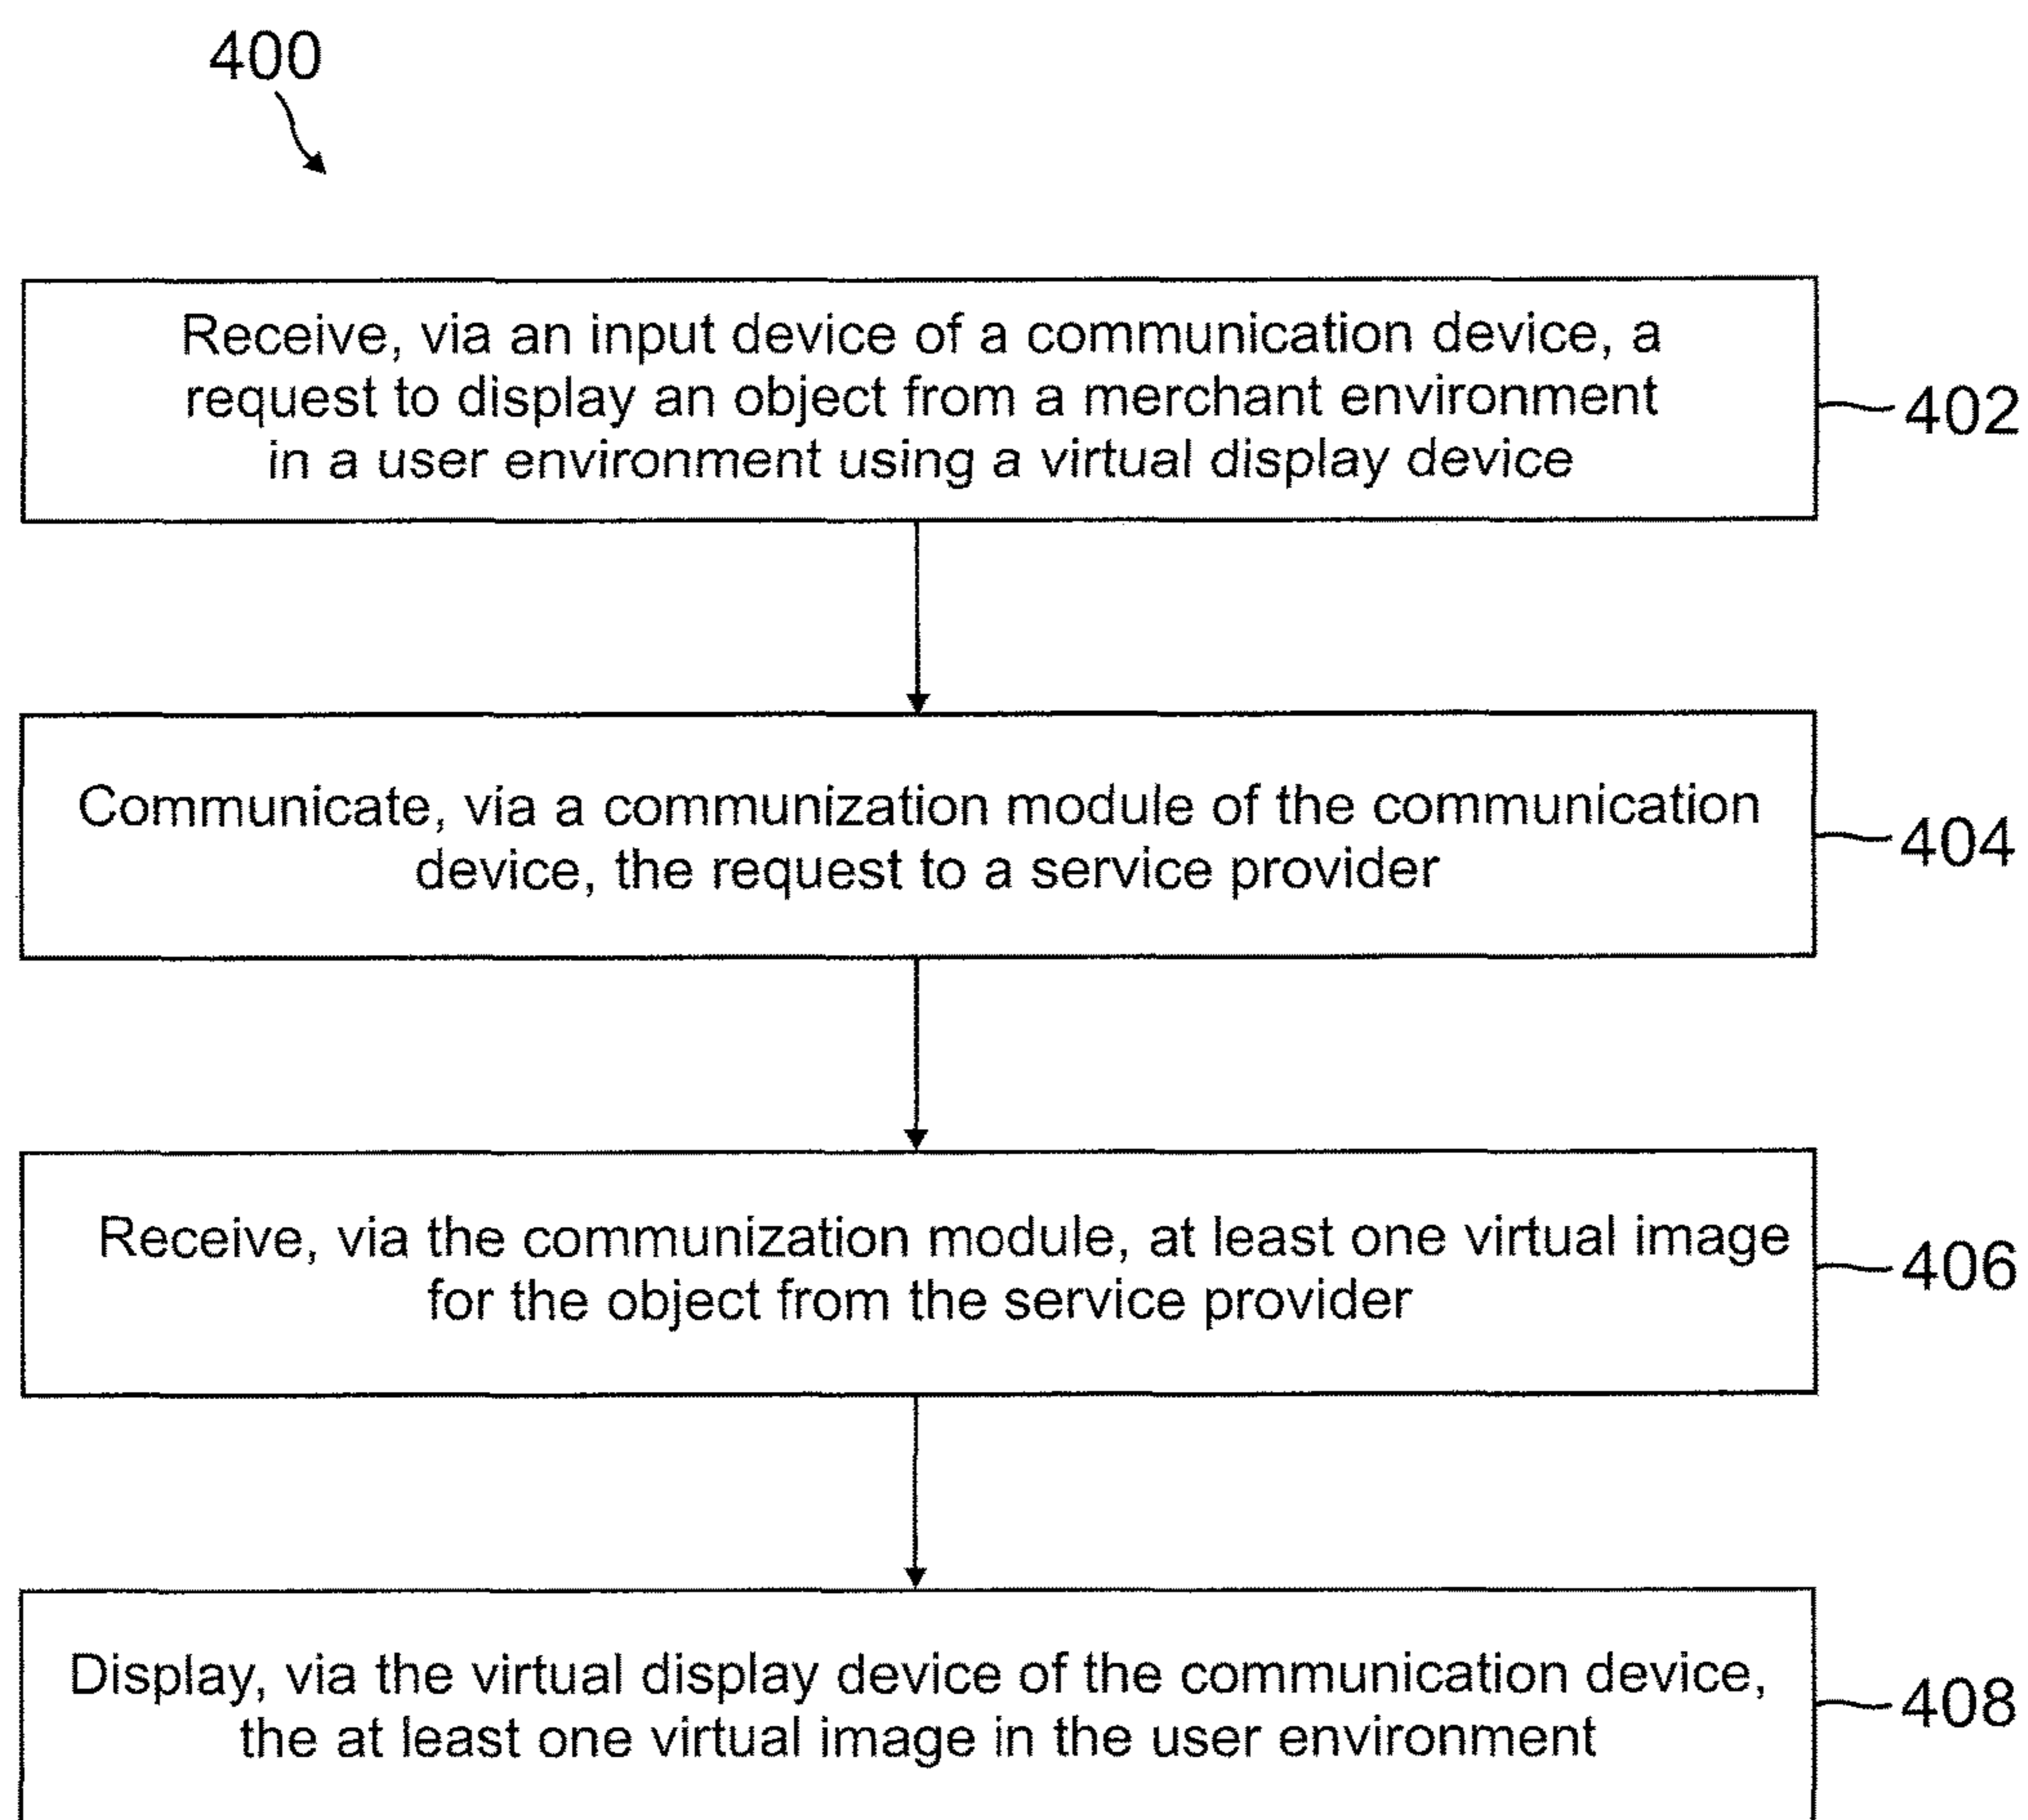 400
Receive, via an input device of a communication device, a
request to display an object from a merchant environment
in a user environment using a virtual display device
402
Communicate, via a communization module of the communication
device, the request to a service provider
404
Receive, via the communization module, at least one virtual image
for the object from the service provider
406
Display, via the virtual display device of the communication device,
the at least one virtual image in the user environment
408